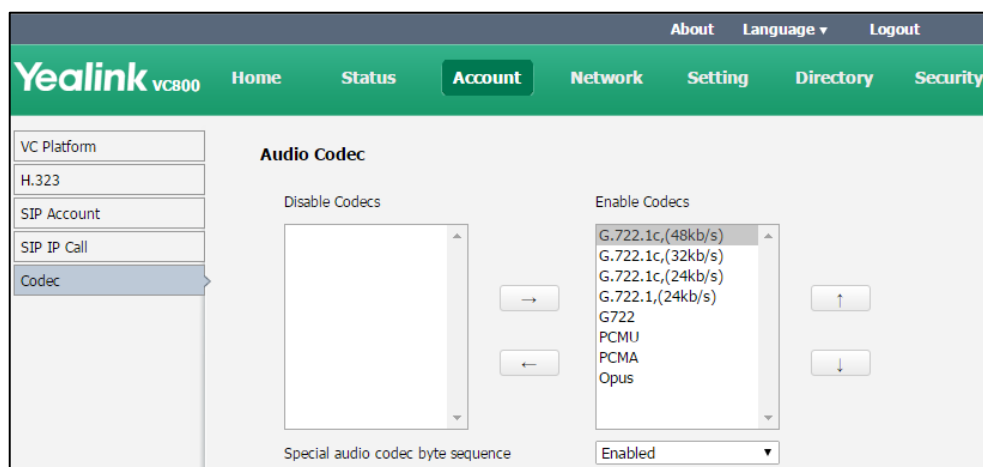 About Language ▾ Logout
Yealink VC800 Home Status Account Network Setting Directory Security
VC Platform
H.323
SIP Account
SIP IP Call
Codec
Audio Codec
Disable Codecs Enable Codecs
G.722.1c,(48kb/s)
G.722.1c,(32kb/s)
G.722.1c,(24kb/s)
G.722.1,(24kb/s)
G722
PCMU
PCMA
Opus
→ ↑
← ↓
Special audio codec byte sequence Enabled ▼